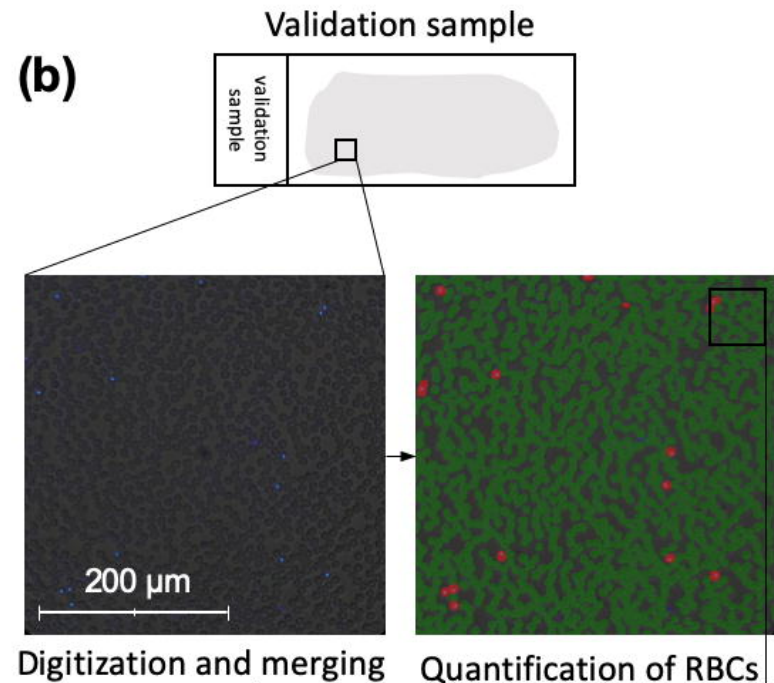 Validation sample
(b)
validation
sample
200 µm
Digitization and merging
Quantification of RBCs